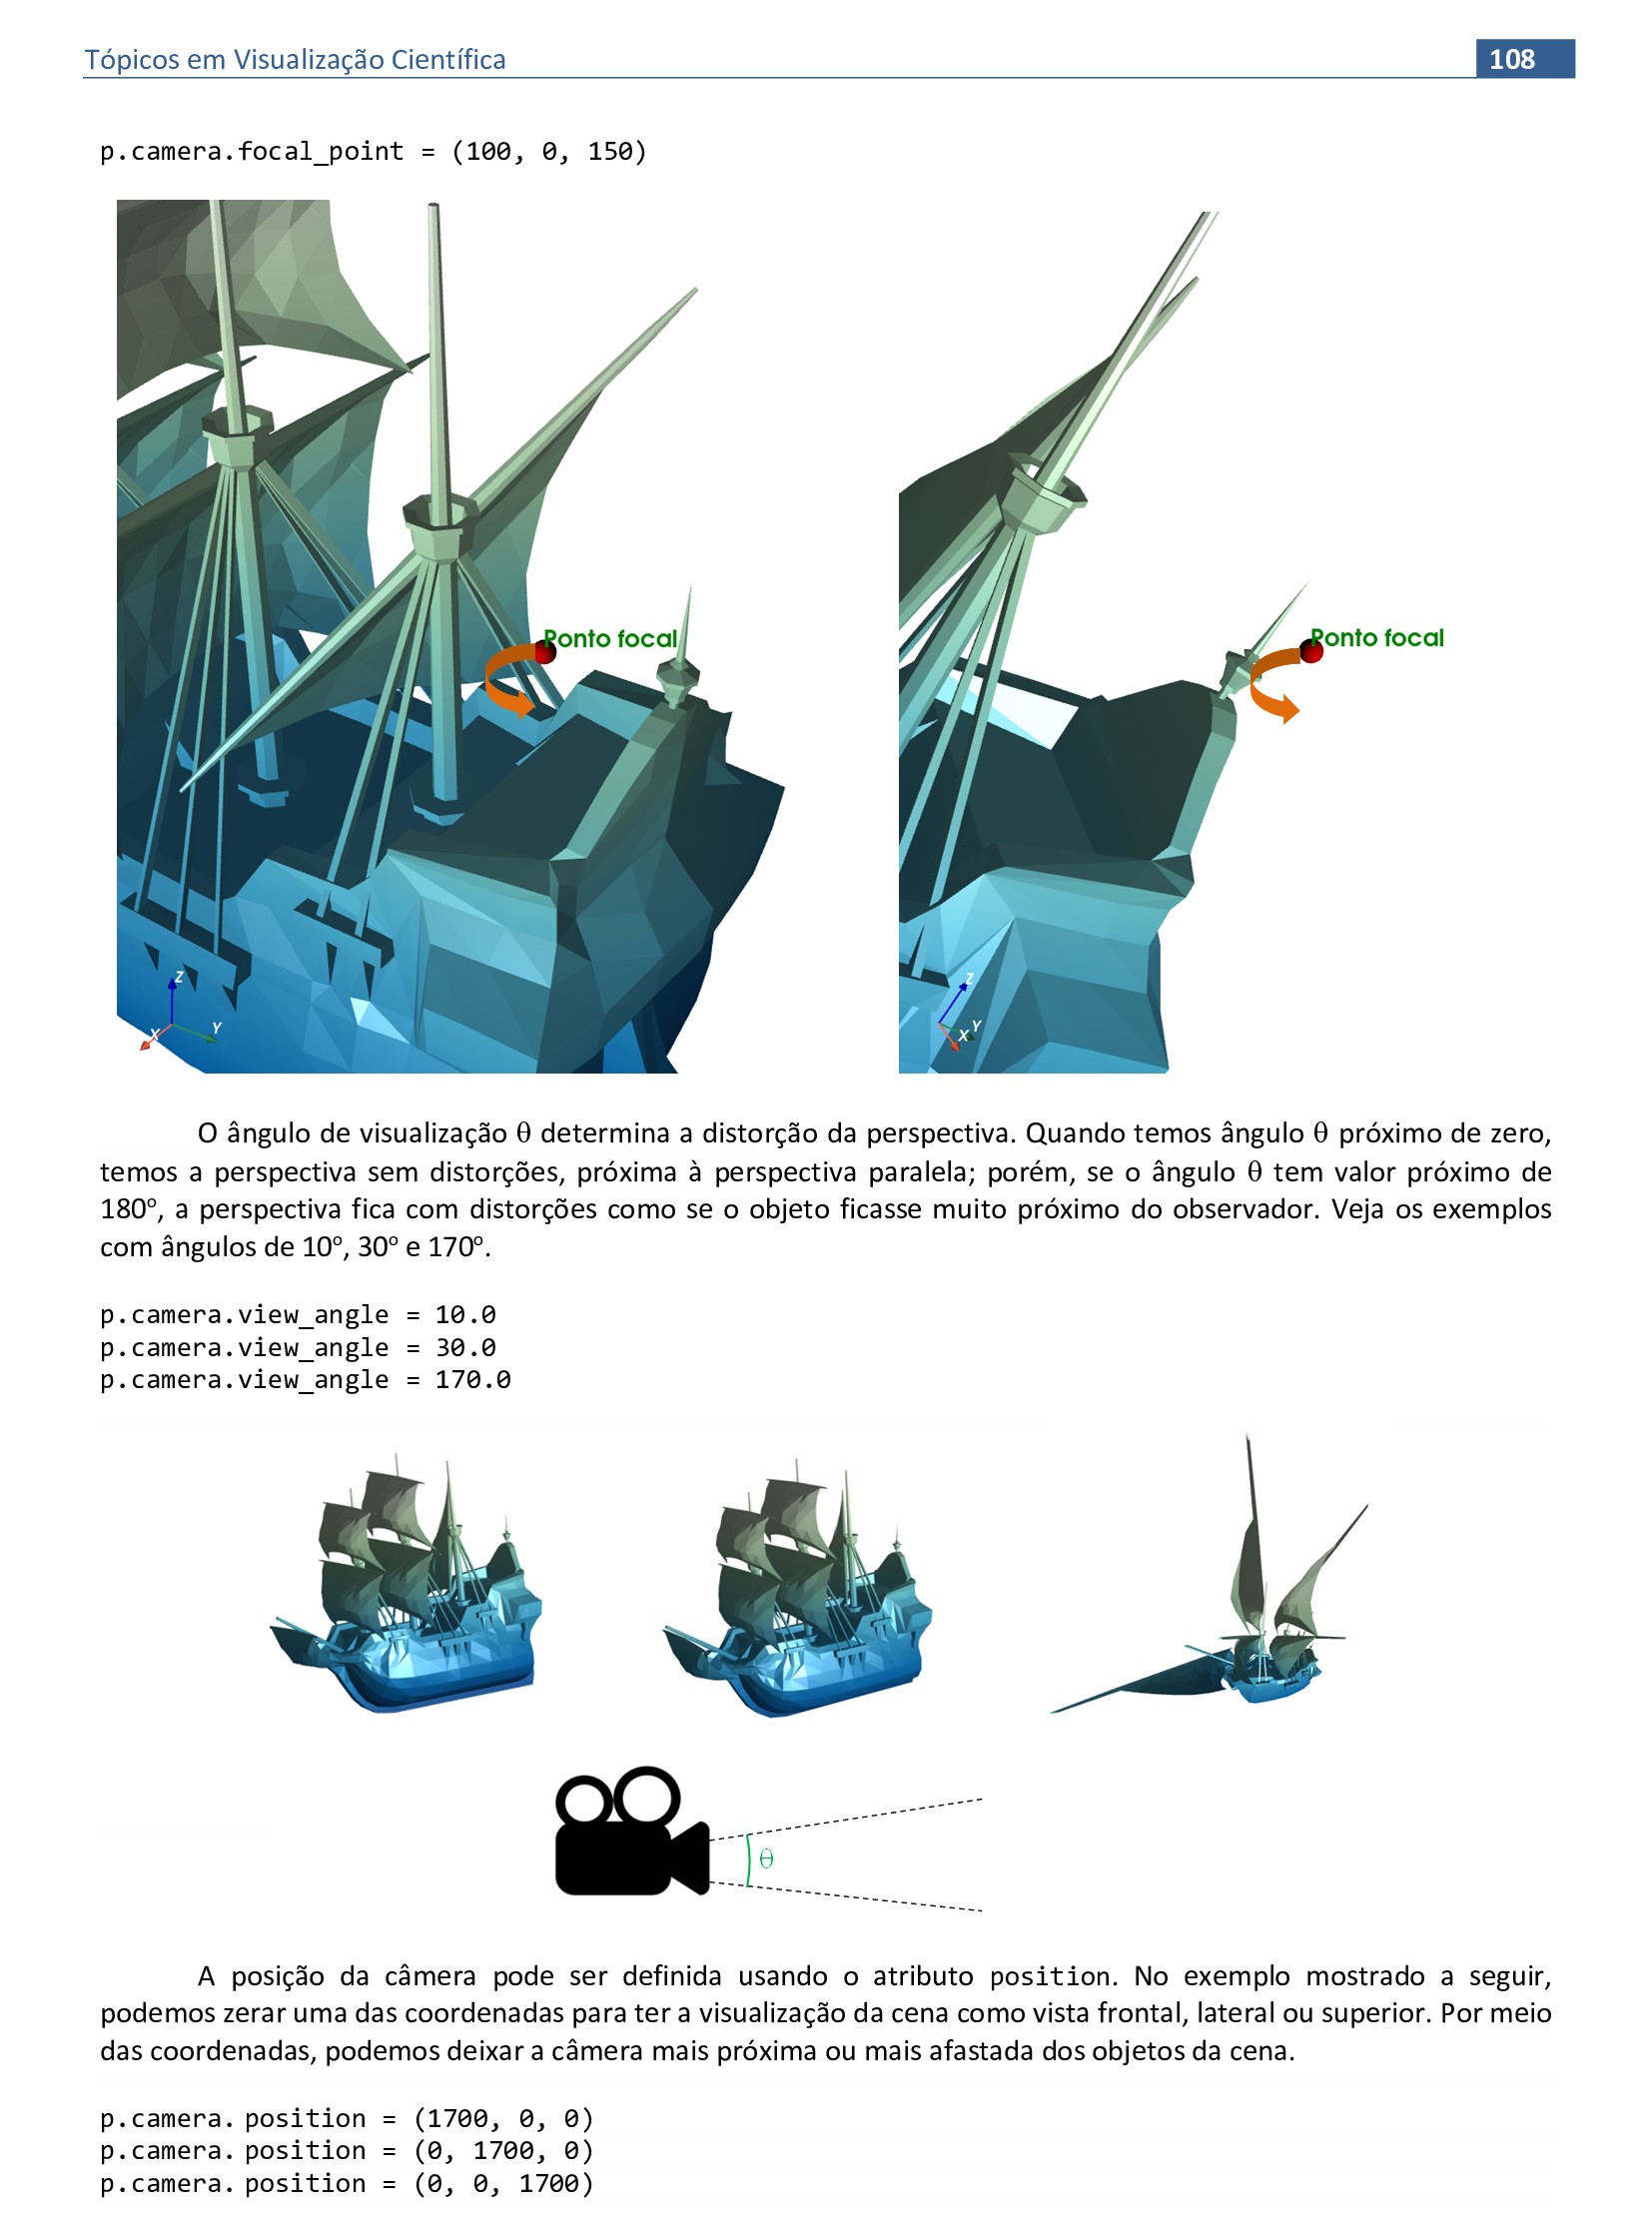 Tópicos em Visualização Científica 108
p.camera.focal_point = (100, 0, 150)
Ponto focal
Z
X
Y
Ponto focal
Z
X
Y
O ângulo de visualização θ determina a distorção da perspectiva. Quando temos ângulo θ próximo de zero,
temos a perspectiva sem distorções, próxima à perspectiva paralela; porém, se o ângulo θ tem valor próximo de
180º, a perspectiva fica com distorções como se o objeto ficasse muito próximo do observador. Veja os exemplos
com ângulos de 10º, 30º e 170º.
p.camera.view_angle = 10.0
p.camera.view_angle = 30.0
p.camera.view_angle = 170.0
θ
A posição da câmera pode ser definida usando o atributo position. No exemplo mostrado a seguir,
podemos zerar uma das coordenadas para ter a visualização da cena como vista frontal, lateral ou superior. Por meio
das coordenadas, podemos deixar a câmera mais próxima ou mais afastada dos objetos da cena.
p.camera. position = (1700, 0, 0)
p.camera. position = (0, 1700, 0)
p.camera. position = (0, 0, 1700)